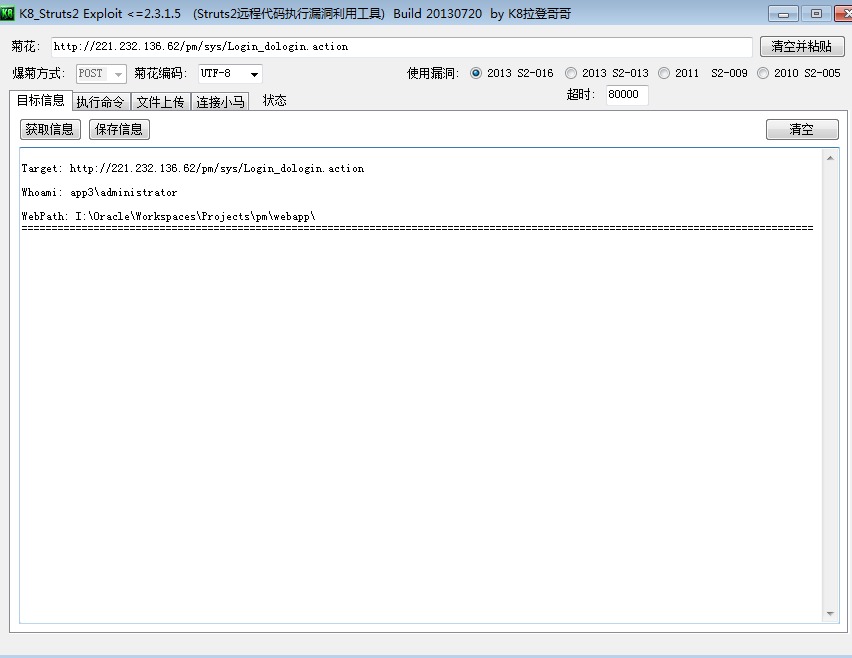 K8 K8_Struts2 Exploit <=2.3.1.5 (Struts2远程代码执行漏洞利用工具) Build 20130720 by K8拉登哥哥
菊花: http://221.232.136.62/pm/sys/Login_dologin.action 清空并粘贴
爆菊方式: POST 菊花编码: UTF-8 使用漏洞: 2013 S2-016 2013 S2-013 2011 S2-009 2010 S2-005
超时: 80000
目标信息 执行命令 文件上传 连接小马 状态
获取信息 保存信息 清空
Target: http://221.232.136.62/pm/sys/Login_dologin.action
Whoami: app3\administrator
WebPath: I:\Oracle\Workspaces\Projects\pm\webapp\
====================================================================================================================================